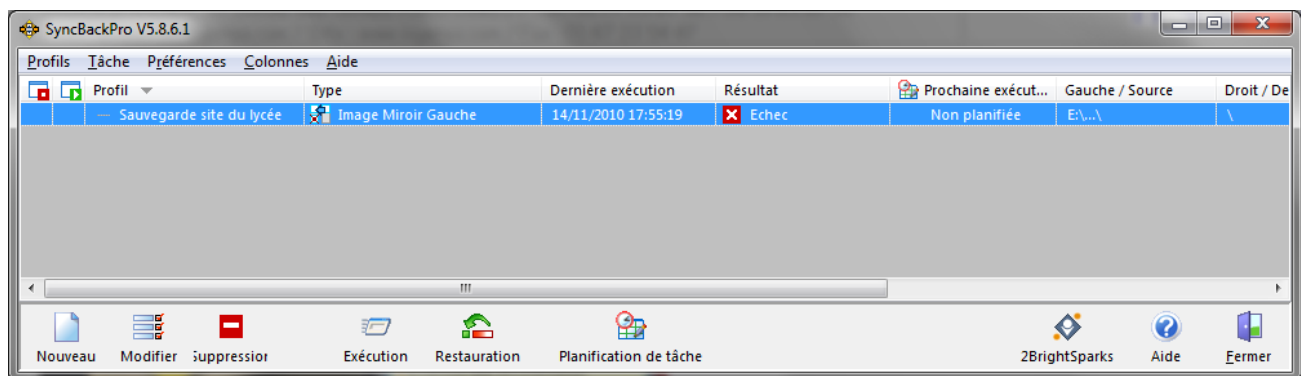 SyncBackPro V5.8.6.1
Profils Tâche Préférences Colonnes Aide
Profil Type Dernière exécution Résultat Prochaine exécut... Gauche / Source Droit / De
Sauvegarde site du lycée Image Miroir Gauche 14/11/2010 17:55:19 Echec Non planifiée E:\...\ \
Nouveau Modifier Suppression Exécution Restauration Planification de tâche 2BrightSparks Aide Fermer